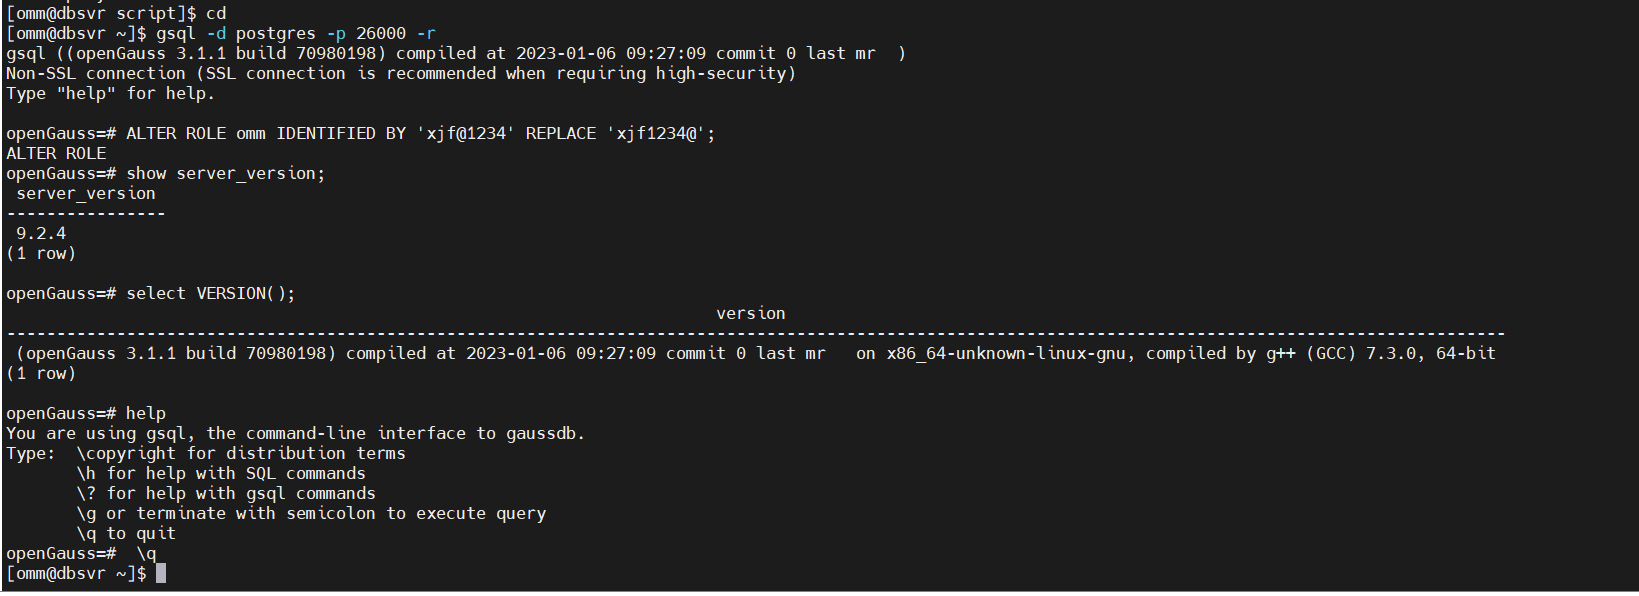 [omm@dbsvr script]$ cd
[omm@dbsvr ~]$ gsql -d postgres -p 26000 -r
gsql ((openGauss 3.1.1 build 70980198) compiled at 2023-01-06 09:27:09 commit 0 last mr  )
Non-SSL connection (SSL connection is recommended when requiring high-security)
Type "help" for help.

openGauss=# ALTER ROLE omm IDENTIFIED BY 'xjf@1234' REPLACE 'xjf1234@';
ALTER ROLE
openGauss=# show server_version;
 server_version
----------------
 9.2.4
(1 row)

openGauss=# select VERSION();
                                                                       version
------------------------------------------------------------------------------------------------------------------------------------------------------
 (openGauss 3.1.1 build 70980198) compiled at 2023-01-06 09:27:09 commit 0 last mr   on x86_64-unknown-linux-gnu, compiled by g++ (GCC) 7.3.0, 64-bit
(1 row)

openGauss=# help
You are using gsql, the command-line interface to gaussdb.
Type:  \copyright for distribution terms
       \h for help with SQL commands
       \? for help with gsql commands
       \g or terminate with semicolon to execute query
       \q to quit
openGauss=#  \q
[omm@dbsvr ~]$